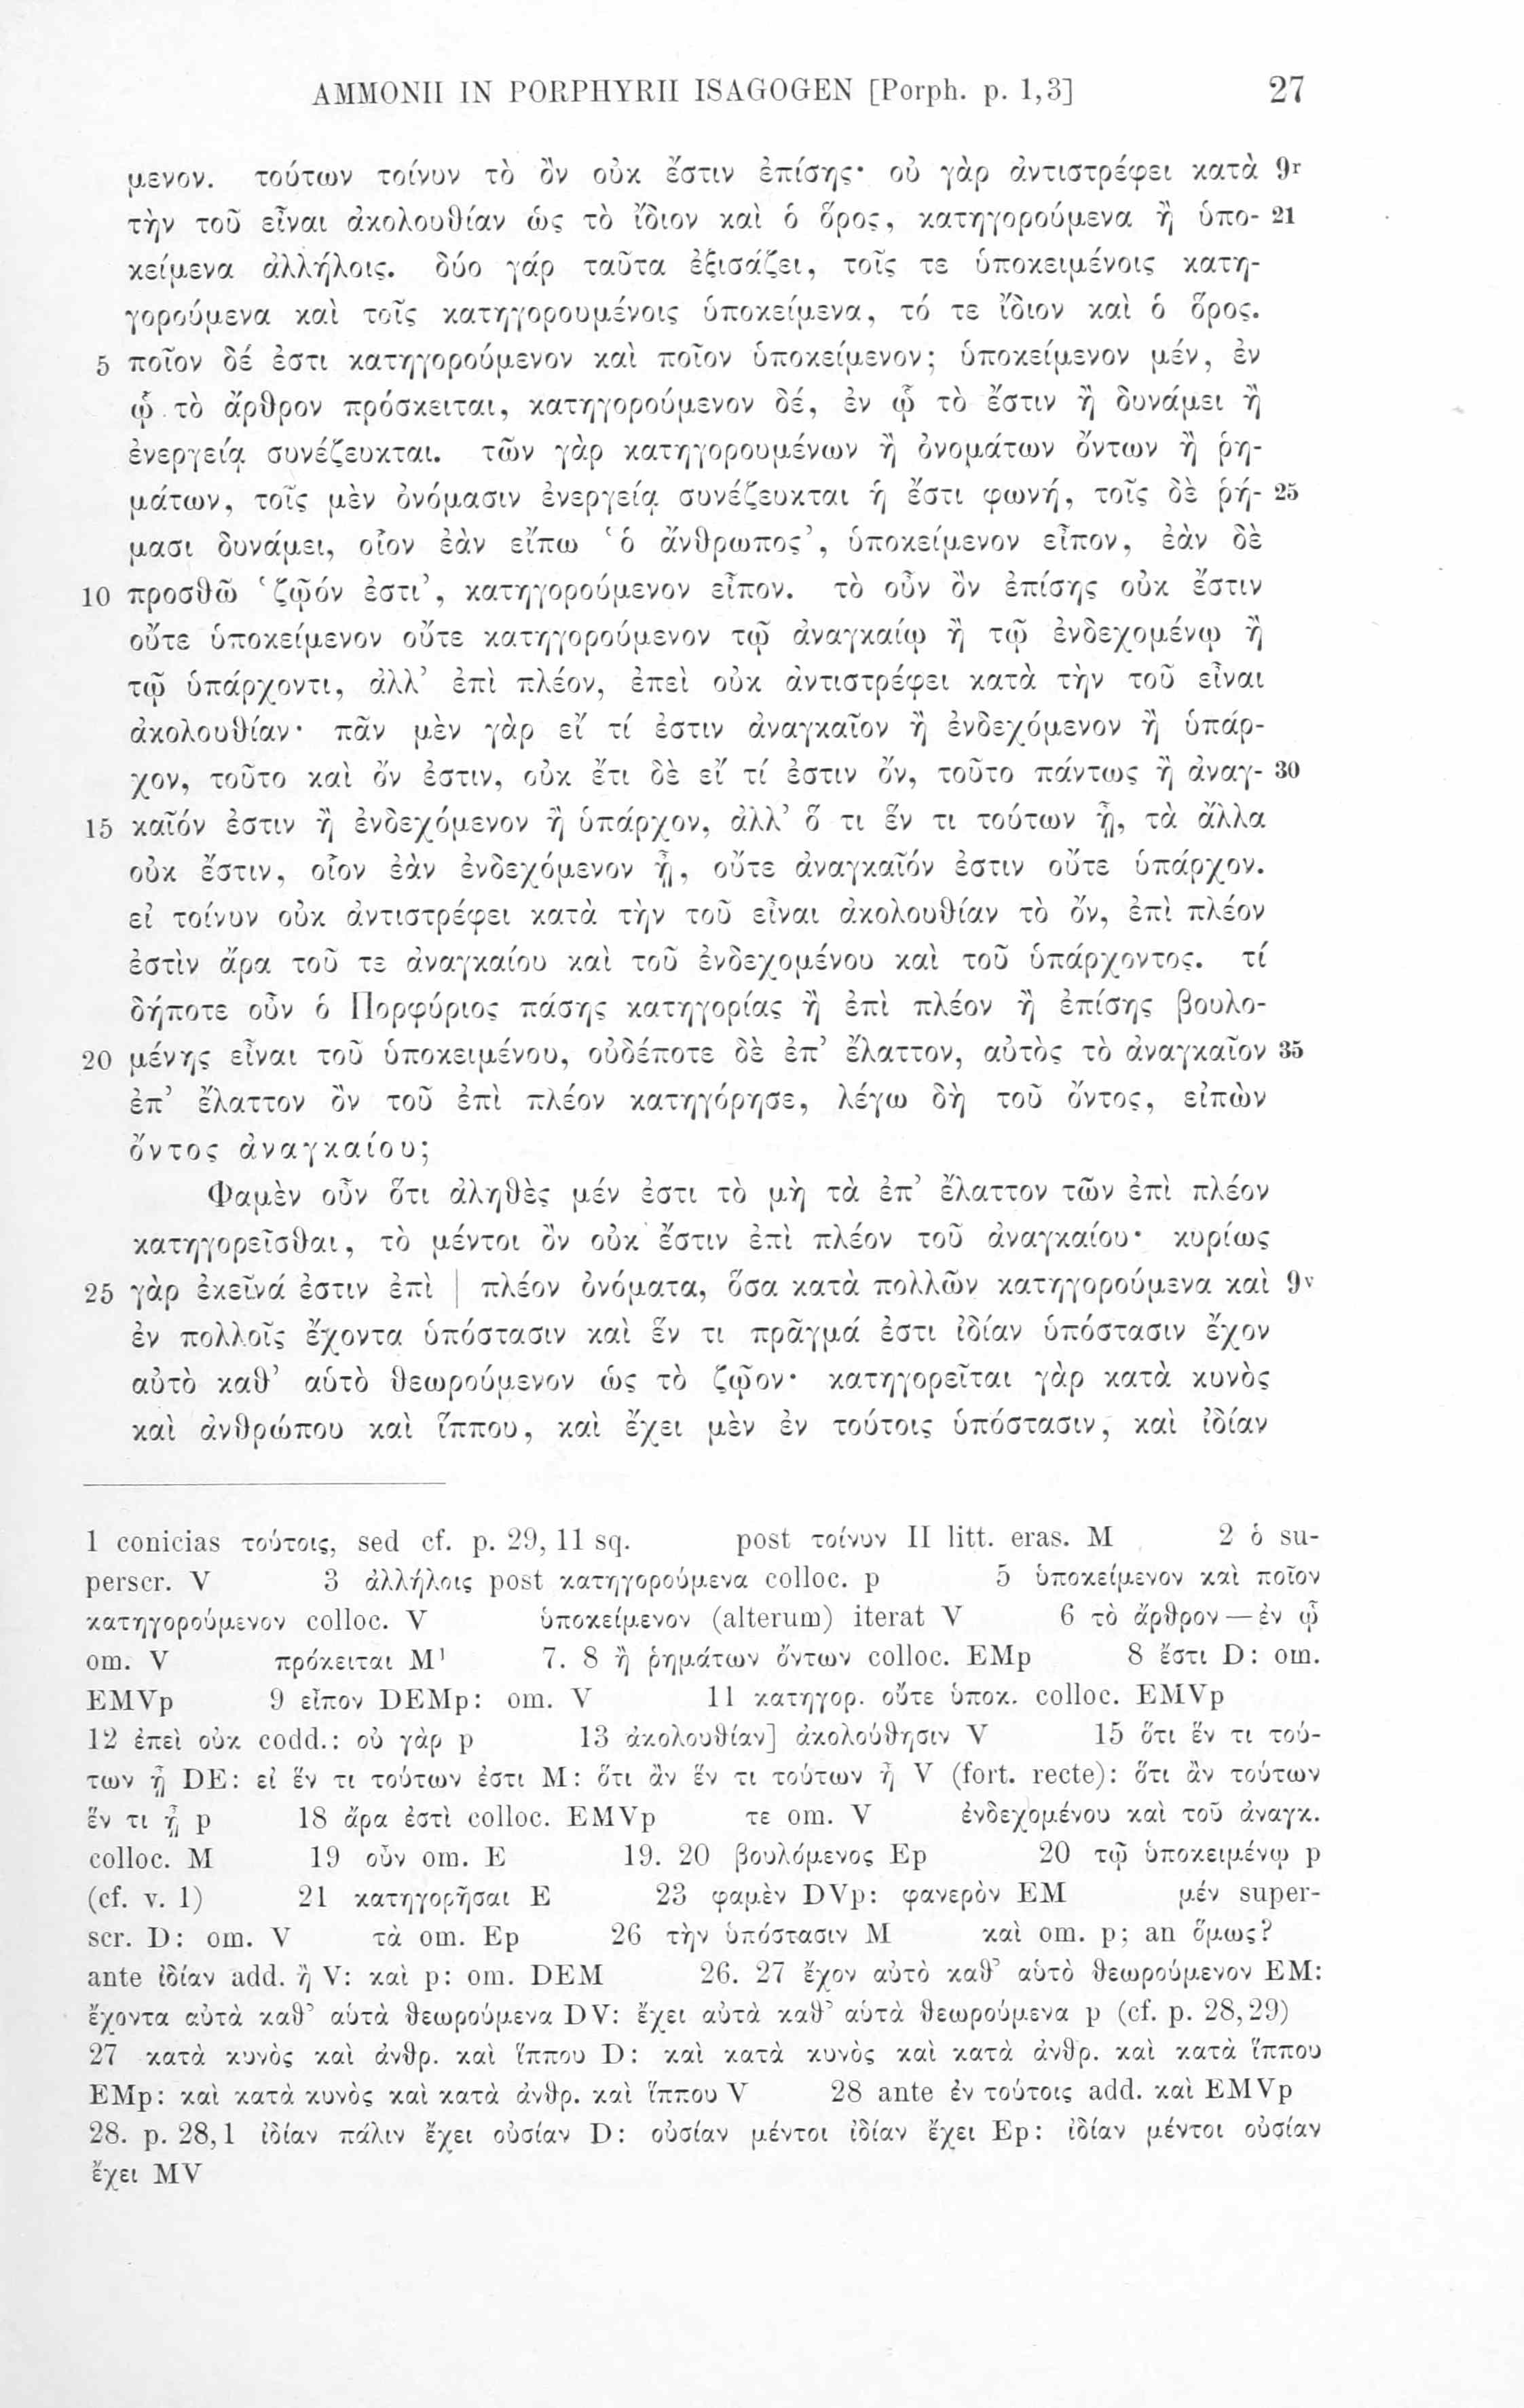 AMMONII IN PORPHYRII ISAGOGEN [Porph. p. 1,3] 27
μενον. τούτων τοίνυν τὸ ὂν οὐκ ἔστιν ἐπίσης· οὐ γὰρ ἀντιστρέφει κατὰ 9r
τὴν τοῦ εἶναι ἀκολουθίαν ὡς τὸ ἴδιον καὶ ὁ ὅρος, κατηγορούμενα ἢ ὑπο- 21
κείμενα ἀλλήλοις. δύο γάρ ταῦτα ἐξισάζει, τοῖς τε ὑποκειμένοις κατη-
γορούμενα καὶ τοῖς κατηγορουμένοις ὑποκείμενα, τό τε ἴδιον καὶ ὁ ὅρος.
5 ποῖον δέ ἐστι κατηγορούμενον καὶ ποῖον ὑποκείμενον; ὑποκείμενον μέν, ἐν
ᾧ τὸ ἄρθρον πρόσκειται, κατηγορούμενον δέ, ἐν ᾧ τὸ ἔστιν ἢ δυνάμει ἢ
ἐνεργείᾳ συνέζευκται. τῶν γὰρ κατηγορουμένων ἢ ὀνομάτων ὄντων ἢ ῥη-
μάτων, τοῖς μὲν ὀνόμασιν ἐνεργείᾳ συνέζευκται ἡ ἔστι φωνή, τοῖς δὲ ῥή- 25
μασι δυνάμει, οἷον ἐὰν εἴπω ‘ὁ ἄνθρωπος’, ὑποκείμενον εἶπον, ἐὰν δὲ
10 προσθῶ ‘ζῷόν ἐστι’, κατηγορούμενον εἶπον. τὸ οὖν ὂν ἐπίσης οὐκ ἔστιν
οὔτε ὑποκείμενον οὔτε κατηγορούμενον τῷ ἀναγκαίῳ ἢ τῷ ἐνδεχομένῳ ἢ
τῷ ὑπάρχοντι, ἀλλ’ ἐπὶ πλέον, ἐπεὶ οὐκ ἀντιστρέφει κατὰ τὴν τοῦ εἶναι
ἀκολουθίαν· πᾶν μὲν γὰρ εἴ τί ἐστιν ἀναγκαῖον ἢ ἐνδεχόμενον ἢ ὑπάρ-
χον, τοῦτο καὶ ὄν ἐστιν, οὐκ ἔτι δὲ εἴ τί ἐστιν ὄν, τοῦτο πάντως ἢ ἀναγ- 30
15 καῖόν ἐστιν ἢ ἐνδεχόμενον ἢ ὑπάρχον, ἀλλ’ ὅ τι ἕν τι τούτων ᾖ, τὰ ἄλλα
οὐκ ἔστιν, οἷον ἐὰν ἐνδεχόμενον ᾖ, οὔτε ἀναγκαῖόν ἐστιν οὔτε ὑπάρχον.
εἰ τοίνυν οὐκ ἀντιστρέφει κατὰ τὴν τοῦ εἶναι ἀκολουθίαν τὸ ὄν, ἐπὶ πλέον
ἐστὶν ἄρα τοῦ τε ἀναγκαίου καὶ τοῦ ἐνδεχομένου καὶ τοῦ ὑπάρχοντος. τί
δήποτε οὖν ὁ Πορφύριος πάσης κατηγορίας ἢ ἐπὶ πλέον ἢ ἐπίσης βουλο-
20 μένης εἶναι τοῦ ὑποκειμένου, οὐδέποτε δὲ ἐπ’ ἔλαττον, αὐτὸς τὸ ἀναγκαῖον 35
ἐπ’ ἔλαττον ὂν τοῦ ἐπὶ πλέον κατηγόρησε, λέγω δὴ τοῦ ὄντος, εἰπὼν
ὄντος ἀναγκαίου;
Φαμὲν οὖν ὅτι ἀληθὲς μέν ἐστι τὸ μὴ τὰ ἐπ’ ἔλαττον τῶν ἐπὶ πλέον
κατηγορεῖσθαι, τὸ μέντοι ὂν οὐκ ἔστιν ἐπὶ πλέον τοῦ ἀναγκαίου· κυρίως
25 γὰρ ἐκεῖνά ἐστιν ἐπὶ | πλέον ὀνόματα, ὅσα κατὰ πολλῶν κατηγορούμενα καὶ 9v
ἐν πολλοῖς ἔχοντα ὑπόστασιν καὶ ἕν τι πρᾶγμά ἐστι ἰδίαν ὑπόστασιν ἔχον
αὐτὸ καθ’ αὑτὸ θεωρούμενον ὡς τὸ ζῷον· κατηγορεῖται γὰρ κατὰ κυνὸς
καὶ ἀνθρώπου καὶ ἵππου, καὶ ἔχει μὲν ἐν τούτοις ὑπόστασιν, καὶ ἰδίαν
1 conicias τούτοις, sed cf. p. 29, 11 sq. post τοίνυν II litt. eras. M 2 ὁ su-
perscr. V 3 ἀλλήλοις post κατηγορούμενα colloc. p 5 ὑποκείμενον καὶ ποῖον
κατηγορούμενον colloc. V ὑποκείμενον (alterum) iterat V 6 τὸ ἄρθρον — ἐν ᾧ
om. V πρόκειται M¹ 7. 8 ἢ ῥημάτων ὄντων colloc. EMp 8 ἔστι D: om.
EMVp 9 εἶπον DEMp: om. V 11 κατηγορ. οὔτε ὑποκ. colloc. EMVp
12 ἐπεὶ οὐκ codd.: οὐ γὰρ p 13 ἀκολουθίαν] ἀκολούθησιν V 15 ὅτι ἕν τι τού-
των ᾖ DE: εἰ ἕν τι τούτων ἐστι M: ὅτι ἂν ἕν τι τούτων ἦ V (fort. recte): ὅτι ἂν τούτων
ἕν τι ᾖ p 18 ἄρα ἐστὶ colloc. EMVp τε om. V ἐνδεχομένου καὶ τοῦ ἀναγκ.
colloc. M 19 οὖν om. E 19. 20 βουλόμενος Ep 20 τῷ ὑποκειμένῳ p
(cf. v. 1) 21 κατηγορῆσαι E 23 φαμὲν DVp: φανερὸν EM μέν super-
scr. D: om. V τὰ om. Ep 26 τὴν ὑπόστασιν M καὶ om. p; an ὅμως?
ante ἰδίαν add. ἢ V: καὶ p: om. DEM 26. 27 ἔχον αὐτὸ καθ’ αὑτὸ θεωρούμενον EM:
ἔχοντα αὐτὰ καθ’ αὑτὰ θεωρούμενα DV: ἔχει αὐτὰ καθ’ αὑτὰ θεωρούμενα p (cf. p. 28,29)
27 κατὰ κυνὸς καὶ ἀνθρ. καὶ ἵππου D: καὶ κατὰ κυνὸς καὶ κατὰ ἀνθρ. καὶ κατὰ ἵππου
EMp: καὶ κατὰ κυνὸς καὶ κατὰ ἀνθρ. καὶ ἵππου V 28 ante ἐν τούτοις add. καὶ EMVp
28. p. 28,1 ἰδίαν πάλιν ἔχει οὐσίαν D: οὐσίαν μέντοι ἰδίαν ἔχει Ep: ἰδίαν μέντοι οὐσίαν
ἔχει MV